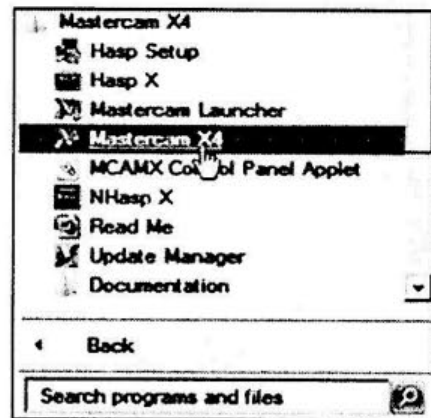 Mastercam X4
Hasp Setup
Hasp X
Mastercam Launcher
Mastercam X4
MCAMX Control Panel Applet
NHasp X
Read Me
Update Manager
Documentation
Back
Search programs and files